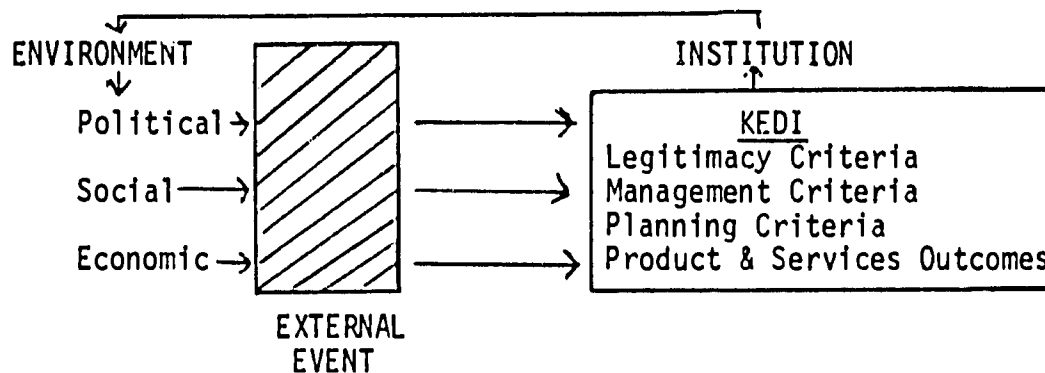 ENVIRONMENT
Political
Social
Economic
EXTERNAL
EVENT
INSTITUTION
KEDI
Legitimacy Criteria
Management Criteria
Planning Criteria
Product & Services Outcomes